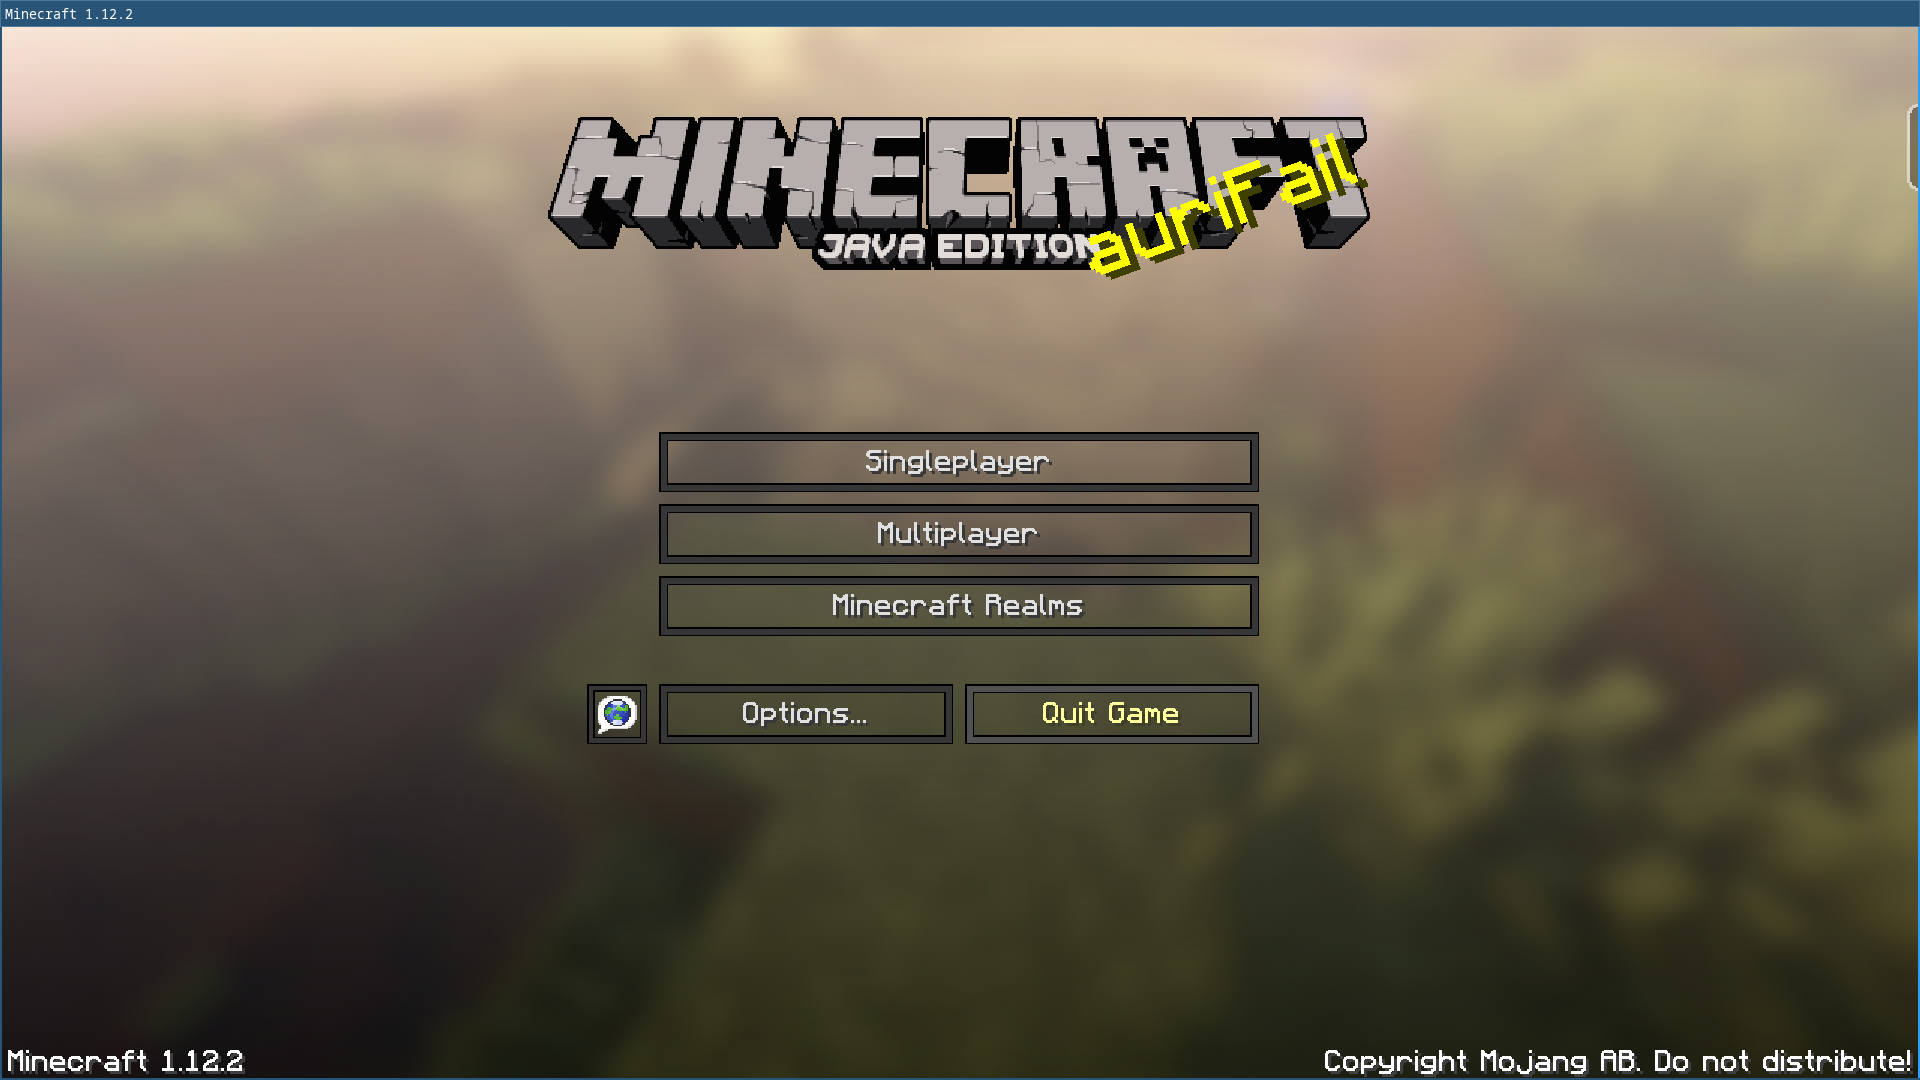 Minecraft 1.12.2
MINECRAFT
JAVA EDITION
auriFail
Singleplayer
Multiplayer
Minecraft Realms
Options...
Quit Game
Minecraft 1.12.2
Copyright Mojang AB. Do not distribute!